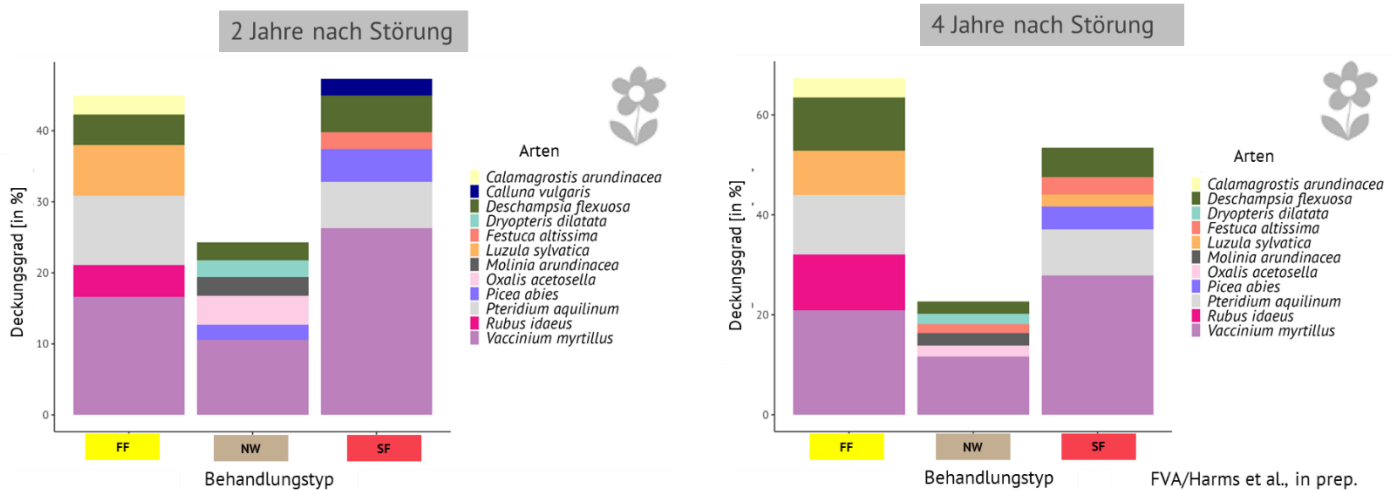 2 Jahre nach Störung
Deckungsgrad [in %]
40
30
20
10
0
FF
NW
SF
Behandlungstyp
Arten
Calamagrostis arundinacea
Calluna vulgaris
Deschampsia flexuosa
Dryopteris dilatata
Festuca altissima
Luzula sylvatica
Molinia arundinacea
Oxalis acetosella
Picea abies
Pteridium aquilinum
Rubus idaeus
Vaccinium myrtillus
4 Jahre nach Störung
Deckungsgrad [in %]
60
40
20
0
FF
NW
SF
Behandlungstyp
Arten
Calamagrostis arundinacea
Deschampsia flexuosa
Dryopteris dilatata
Festuca altissima
Luzula sylvatica
Molinia arundinacea
Oxalis acetosella
Picea abies
Pteridium aquilinum
Rubus idaeus
Vaccinium myrtillus
FVA/Harms et al., in prep.